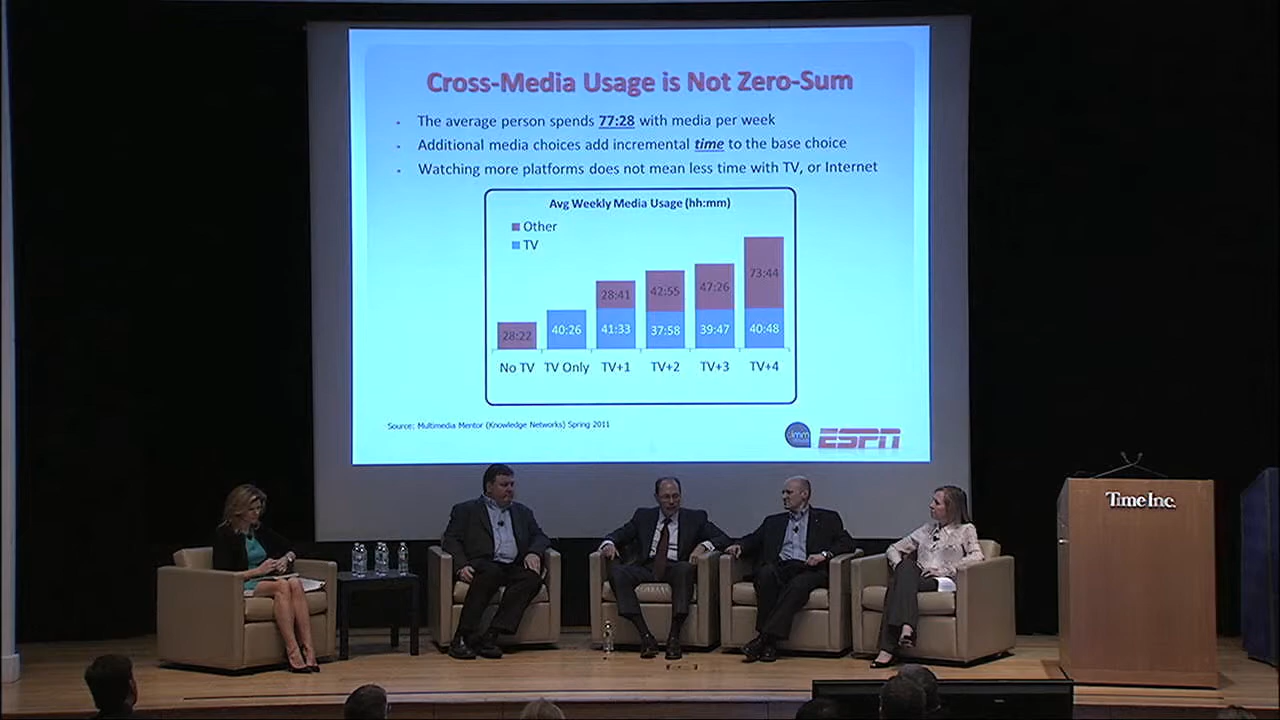 Cross-Media Usage is Not Zero-Sum
- The average person spends 77:28 with media per week
- Additional media choices add incremental time to the base choice
- Watching more platforms does not mean less time with TV, or Internet
Avg Weekly Media Usage (hh:mm)
Other
TV
28:22
40:26
28:41
41:33
42:55
37:58
47:26
39:47
73:44
40:48
No TV TV Only TV+1 TV+2 TV+3 TV+4
Source: Multimedia Mentor (Knowledge Networks) Spring 2011
ESPN
Time Inc.